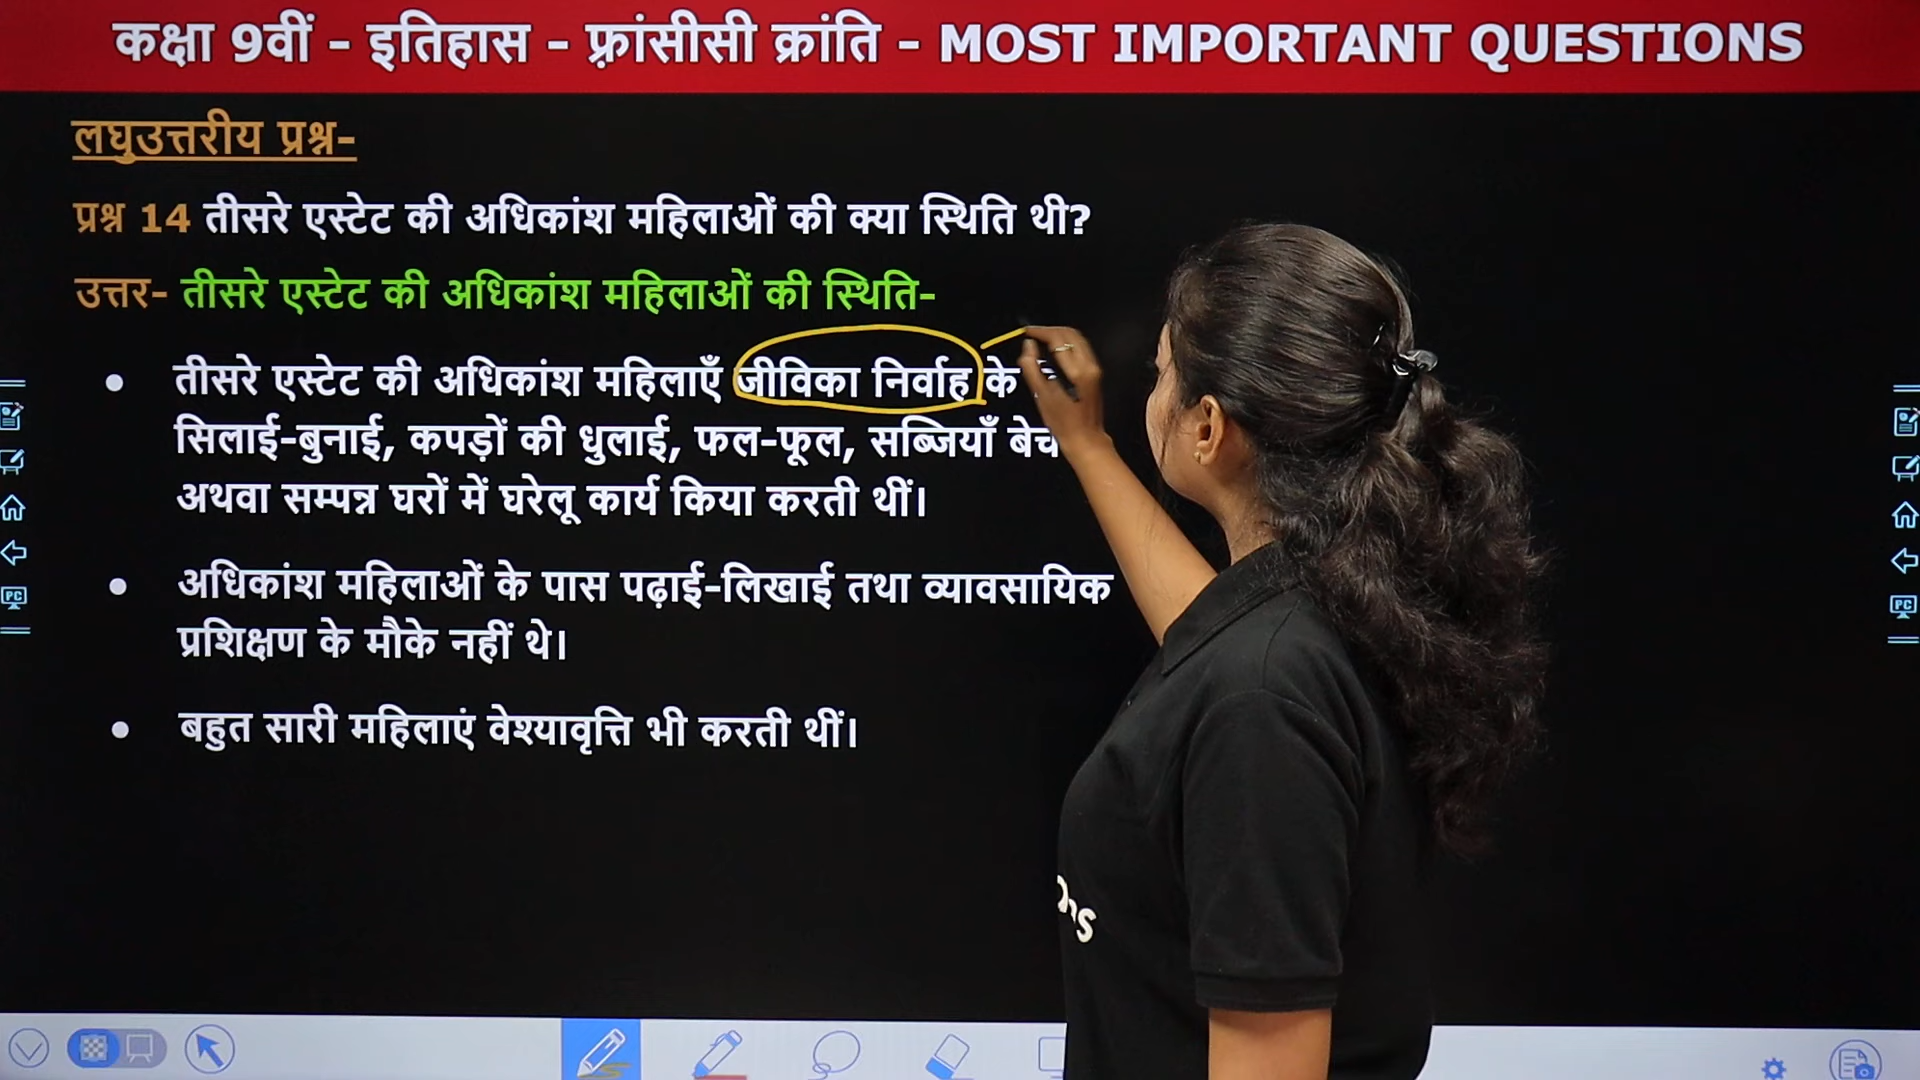 कक्षा 9वीं - इतिहास - फ़्रांसीसी क्रांति - MOST IMPORTANT QUESTIONS
लघुउत्तरीय प्रश्न-
प्रश्न 14 तीसरे एस्टेट की अधिकांश महिलाओं की क्या स्थिति थी?
उत्तर- तीसरे एस्टेट की अधिकांश महिलाओं की स्थिति-
• तीसरे एस्टेट की अधिकांश महिलाएँ जीविका निर्वाह के
सिलाई-बुनाई, कपड़ों की धुलाई, फल-फूल, सब्जियाँ
अथवा सम्पन्न घरों में घरेलू कार्य किया करती थीं।
• अधिकांश महिलाओं के पास पढ़ाई-लिखाई तथा व्यावसायिक
प्रशिक्षण के मौके नहीं थे।
• बहुत सारी महिलाएं वेश्यावृत्ति भी करती थीं।
PC
PC